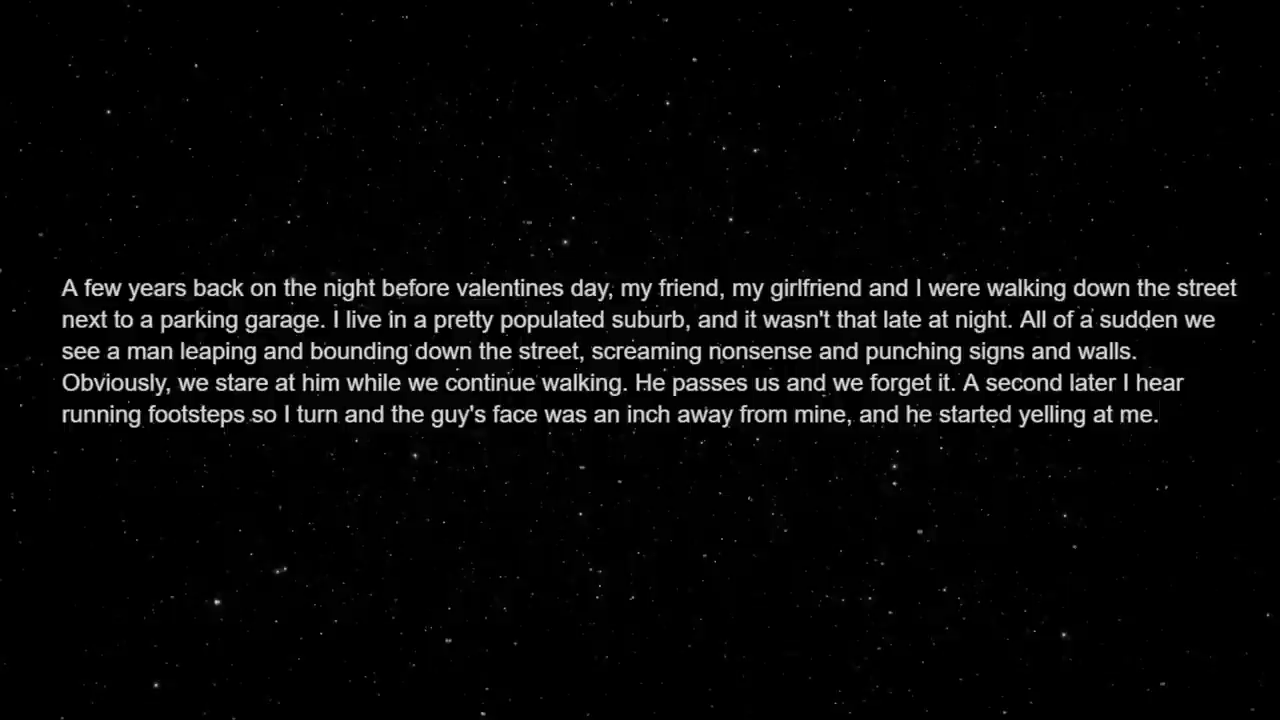 A few years back on the night before valentines day, my friend, my girlfriend and I were walking down the street
next to a parking garage. I live in a pretty populated suburb, and it wasn't that late at night. All of a sudden we
see a man leaping and bounding down the street, screaming nonsense and punching signs and walls.
Obviously, we stare at him while we continue walking. He passes us and we forget it. A second later I hear
running footsteps so I turn and the guy's face was an inch away from mine, and he started yelling at me.